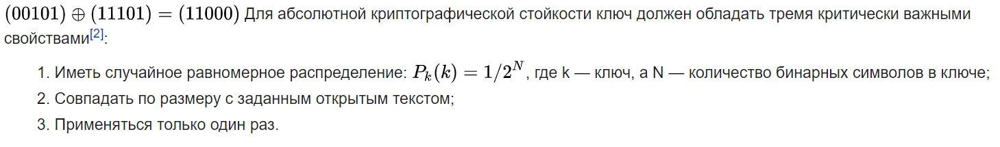 (00101) ⊕ (11101) = (11000) Для абсолютной криптографической стойкости ключ должен обладать тремя критически важными
свойствами[2]:
1. Иметь случайное равномерное распределение: Pₖ(k) = 1/2^N, где k — ключ, а N — количество бинарных символов в ключе;
2. Совпадать по размеру с заданным открытым текстом;
3. Применяться только один раз.